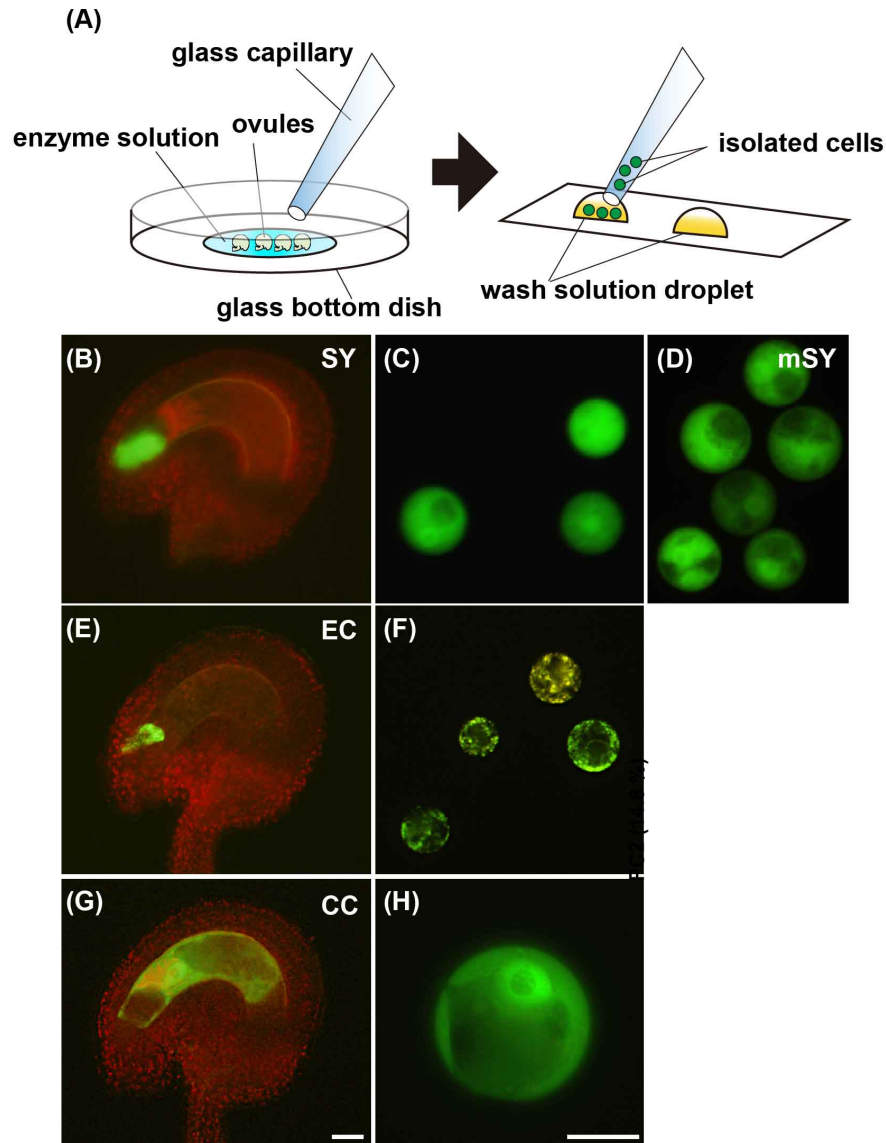 (A)
glass capillary
ovules
enzyme solution
isolated cells
wash solution droplet
glass bottom dish
(B) SY
(C)
(D) mSY
(E) EC
(F)
(G) CC
(H)